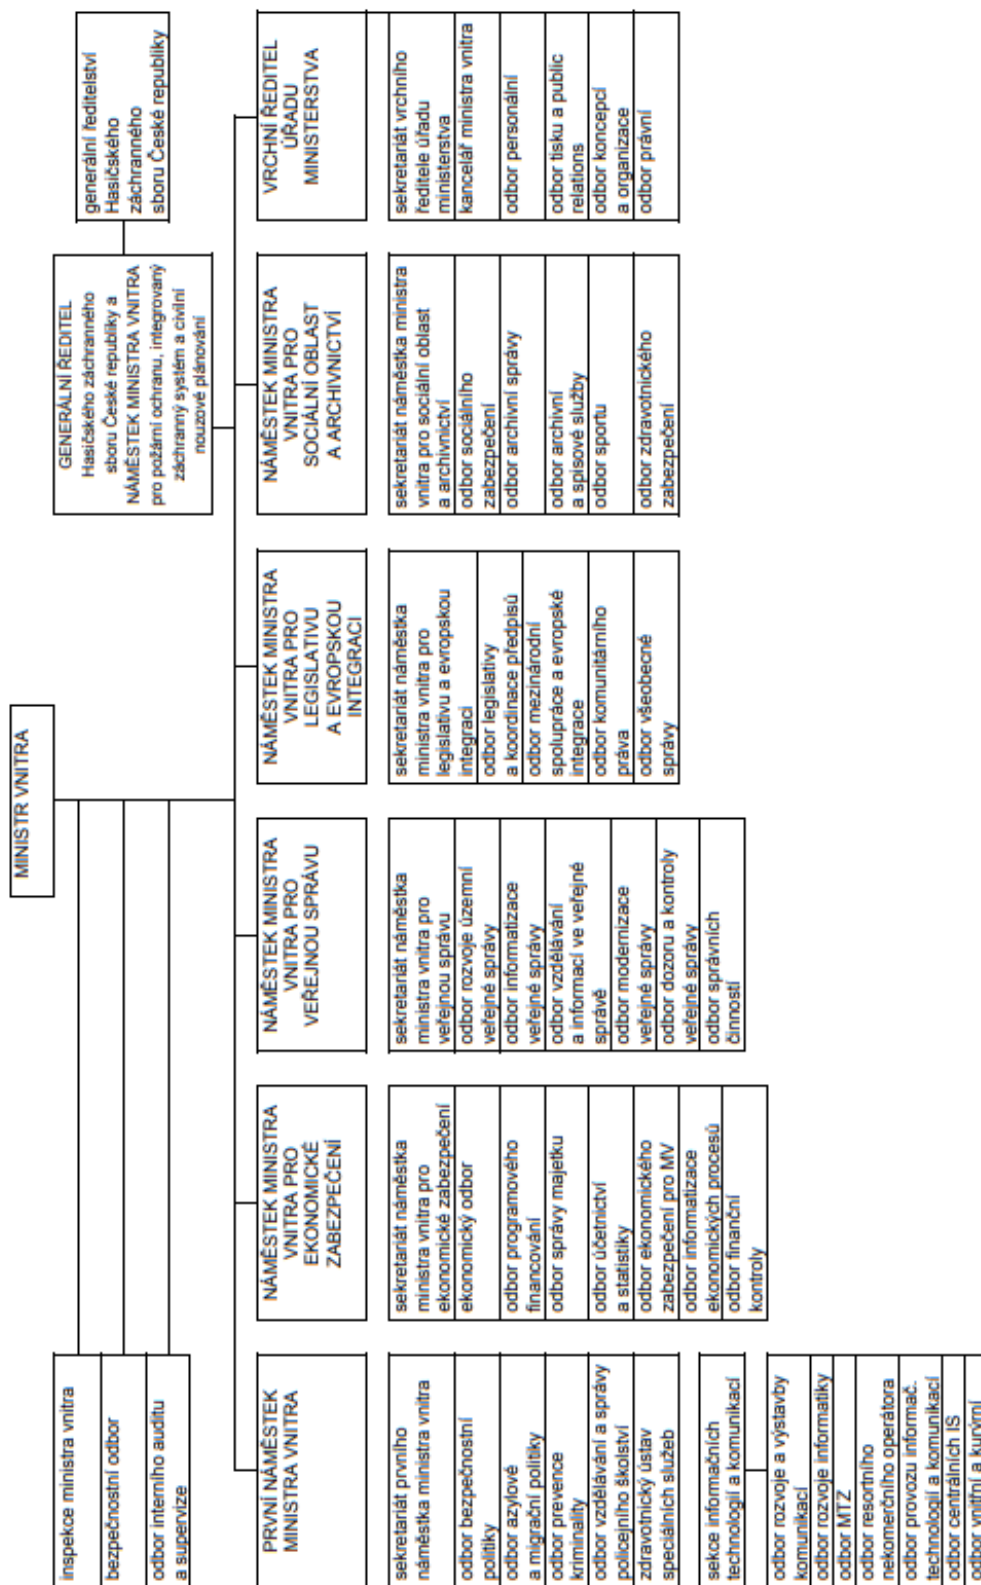 MINISTR VNITRA
inspekce ministra vnitra
bezpečnostní odbor
odbor interního auditu
a supervize
GENERÁLNÍ ŘEDITEL
Hasičského záchranného
sboru České republiky a
NÁMĚSTEK MINISTRA VNITRA
pro požární ochranu, integrovaný
záchranný systém a civilní
nouzové plánování
generální ředitelství
Hasičského
záchranného
sboru České republiky
PRVNÍ NÁMĚSTEK
MINISTRA VNITRA
sekretariát prvního
náměstka ministra vnitra
odbor bezpečnostní
politiky
odbor azylové
a migrační politiky
odbor prevence
kriminality
odbor vzdělávání a správy
policejního školství
zdravotnický ústav
speciálních služeb
sekce informačních
technologií a komunikací
odbor rozvoje a výstavby
komunikací
odbor rozvoje informatiky
odbor MTZ
odbor resortního
nekomerčního operátora
odbor provozu informač.
technologií a komunikací
odbor centrálních IS
odbor vnitřní a kurýrní
NÁMĚSTEK MINISTRA
VNITRA PRO
EKONOMICKÉ
ZABEZPEČENÍ
sekretariát náměstka
ministra vnitra pro
ekonomické zabezpečení
ekonomický odbor
odbor programového
financování
odbor správy majetku
odbor účetnictví
a statistiky
odbor ekonomického
zabezpečení pro MV
odbor informatizace
ekonomických procesů
odbor finanční
kontroly
NÁMĚSTEK MINISTRA
VNITRA PRO
VEŘEJNOU SPRÁVU
sekretariát náměstka
ministra vnitra pro
veřejnou správu
odbor rozvoje územní
veřejné správy
odbor informatizace
veřejné správy
odbor vzdělávání
a informací ve veřejné
správě
odbor modernizace
veřejné správy
odbor dozoru a kontroly
veřejné správy
odbor správních
činností
NÁMĚSTEK MINISTRA
VNITRA PRO
LEGISLATIVU
A EVROPSKOU
INTEGRACI
sekretariát náměstka
ministra vnitra pro
legislativu a evropskou
integraci
odbor legislativy
a koordinace předpisů
odbor mezinárodní
spolupráce a evropské
integrace
odbor komunitárního
práva
odbor všeobecné
správy
NÁMĚSTEK MINISTRA
VNITRA PRO
SOCIÁLNÍ OBLAST
A ARCHIVNICTVÍ
sekretariát náměstka ministra
vnitra pro sociální oblast
a archivnictví
odbor sociálního
zabezpečení
odbor archivní správy
odbor archivní
a spisové služby
odbor sportu
odbor zdravotnického
zabezpečení
VRCHNÍ ŘEDITEL
ÚŘADU
MINISTERSTVA
sekretariát vrchního
ředitele úřadu
ministerstva
kancelář ministra vnitra
odbor personální
odbor tisku a public
relations
odbor koncepcí
a organizace
odbor právní